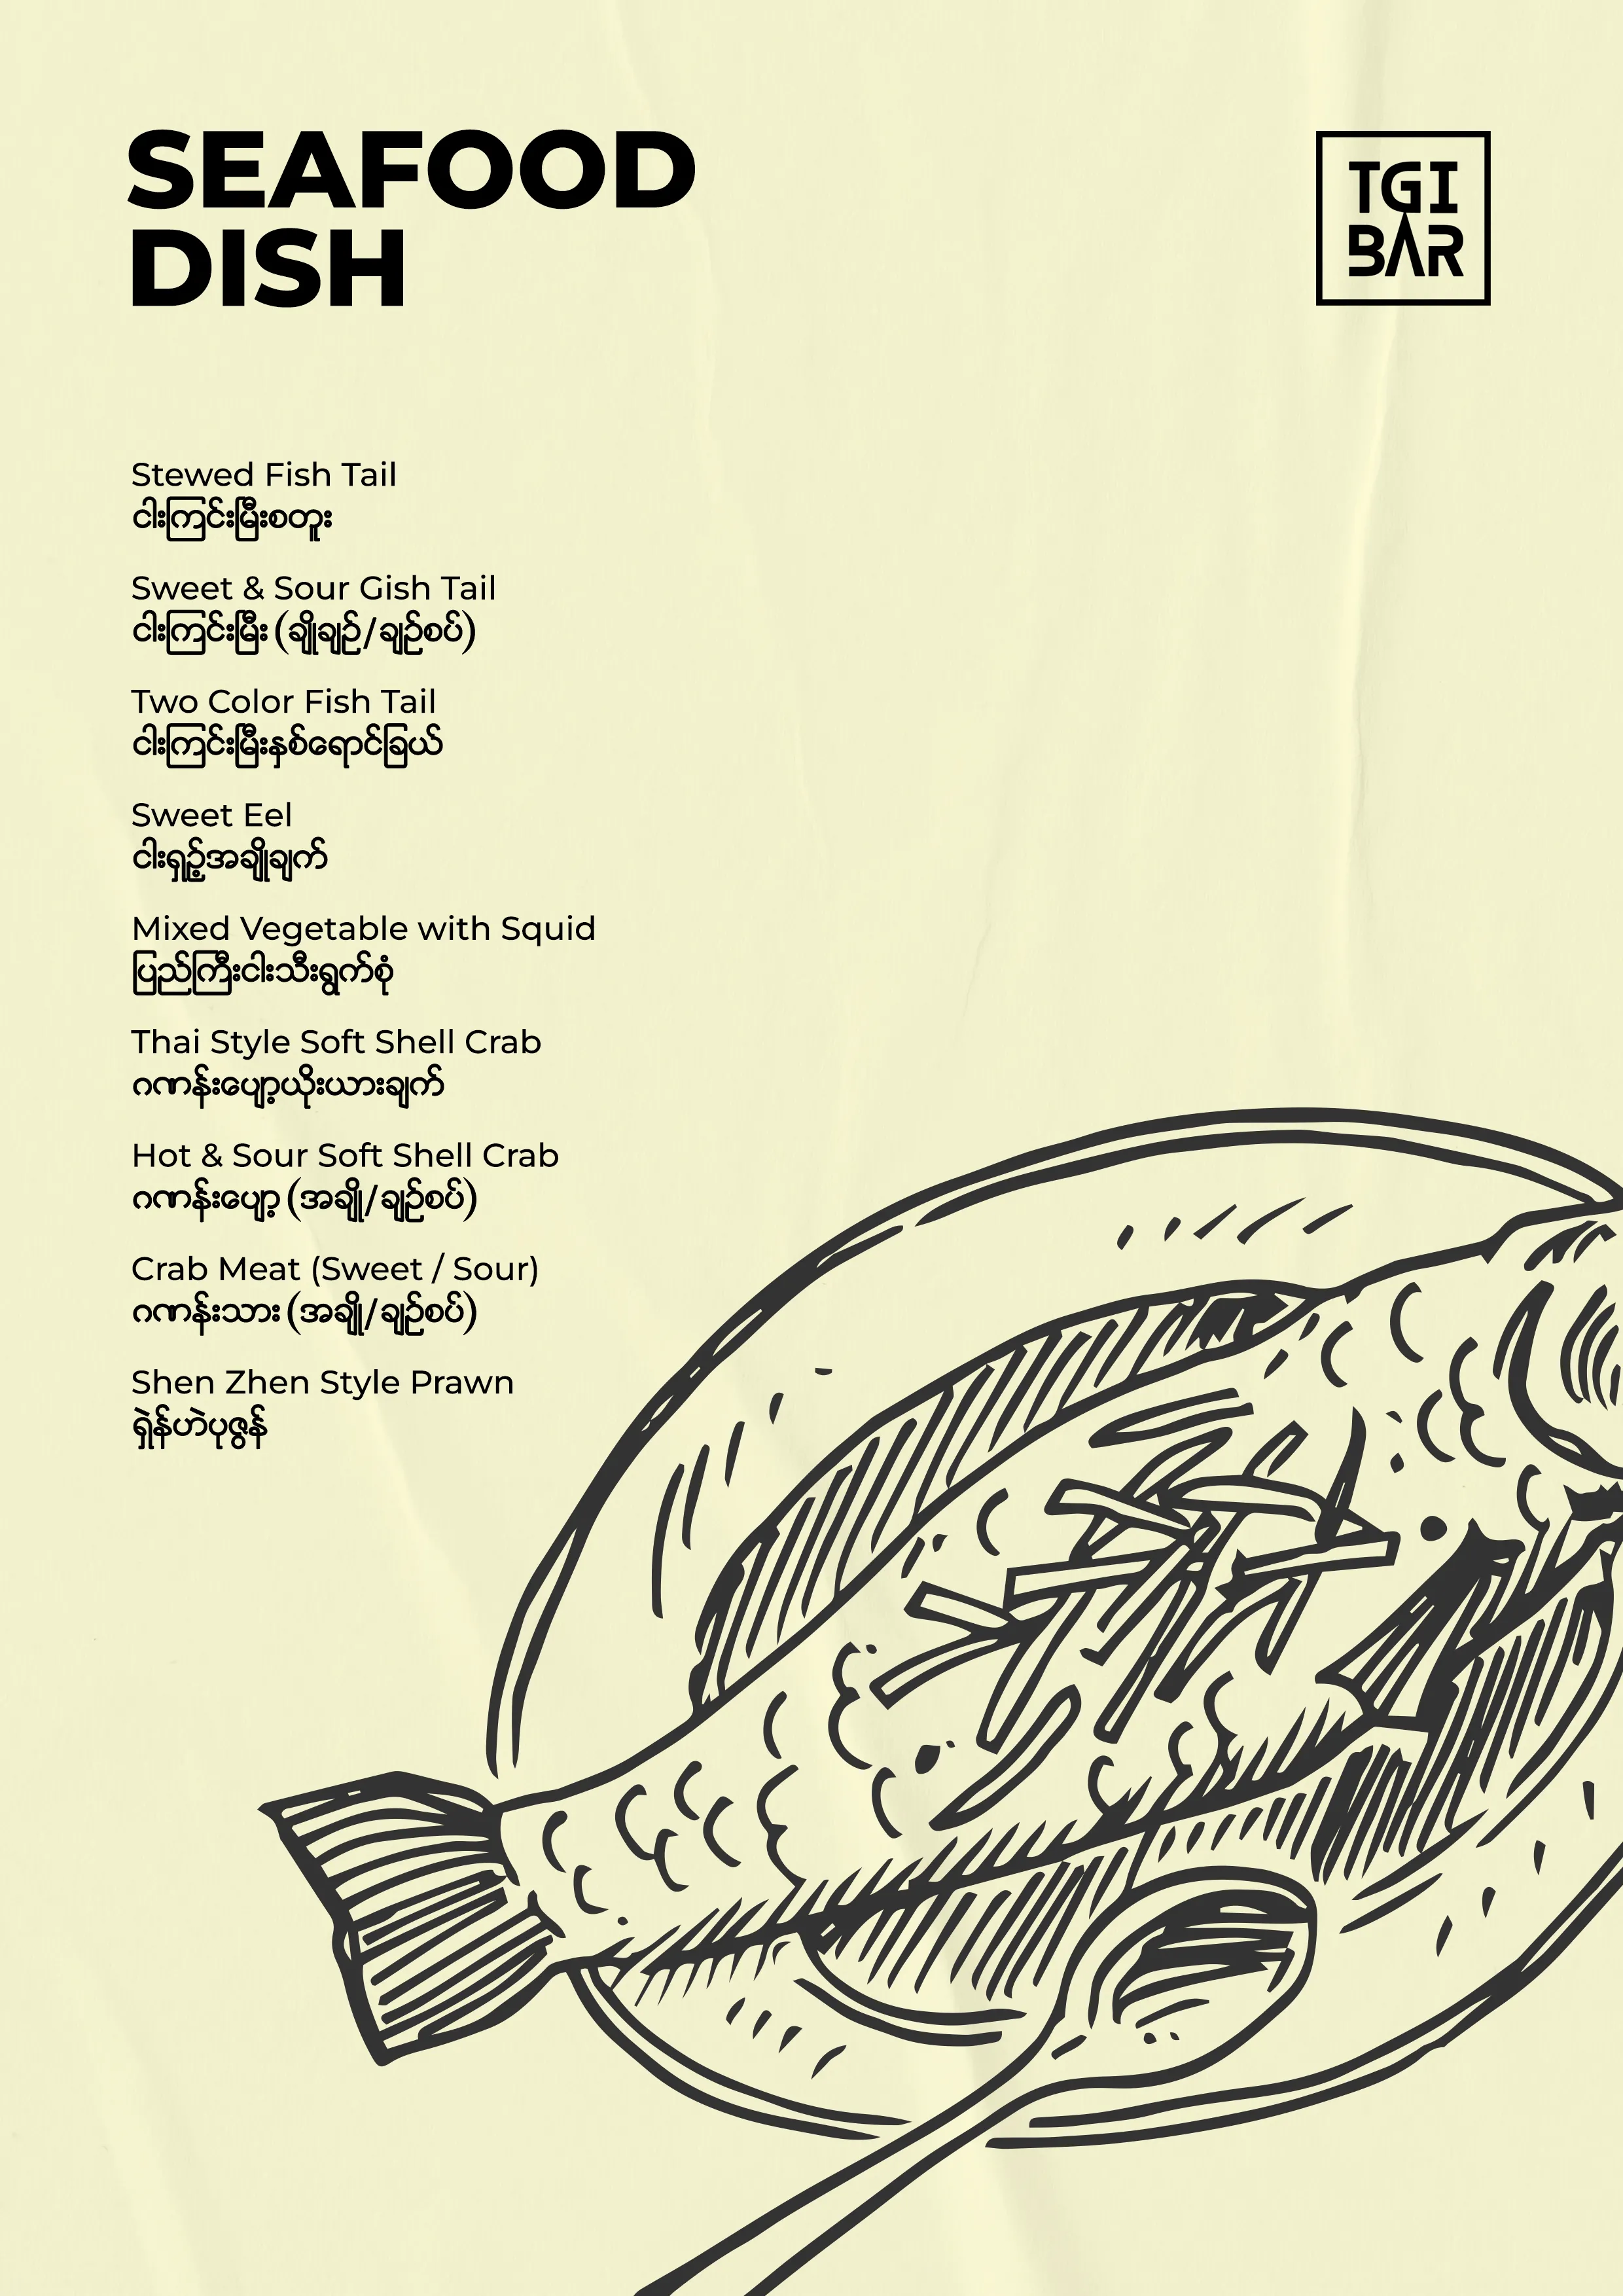 SEAFOOD
DISH
TGI
BAR
Stewed Fish Tail
ငါးကြင်းမြီးစတူး
Sweet & Sour Gish Tail
ငါးကြင်းမြီး (ချိုချဉ်/ချဉ်စပ်)
Two Color Fish Tail
ငါးကြင်းမြီးနှစ်ရောင်ခြယ်
Sweet Eel
ငါးရှဉ့်အချိုချက်
Mixed Vegetable with Squid
ပြည်ကြီးငါးသီးရွက်စုံ
Thai Style Soft Shell Crab
ဂဏန်းပျော့ယိုးယားချက်
Hot & Sour Soft Shell Crab
ဂဏန်းပျော့ (အချို/ချဉ်စပ်)
Crab Meat (Sweet / Sour)
ဂဏန်းသား (အချို/ချဉ်စပ်)
Shen Zhen Style Prawn
ရှဲန်ဟဲပုဇွန်